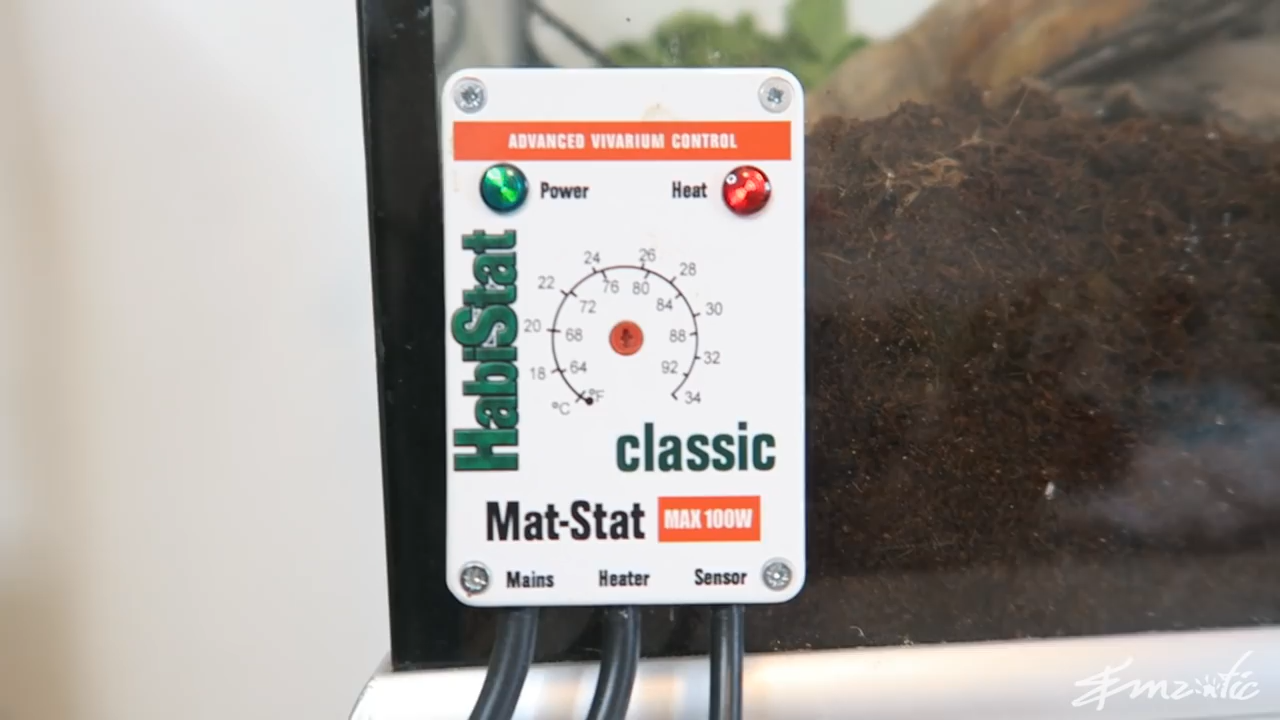 ADVANCED VIVARIUM CONTROL
Power Heat
HabiStat
24 26
22 76 80 28
72 84 30
20 68 88
18 64 92 32
°C °F 34
classic
Mat-Stat MAX 100W
Mains Heater Sensor
Emzotic